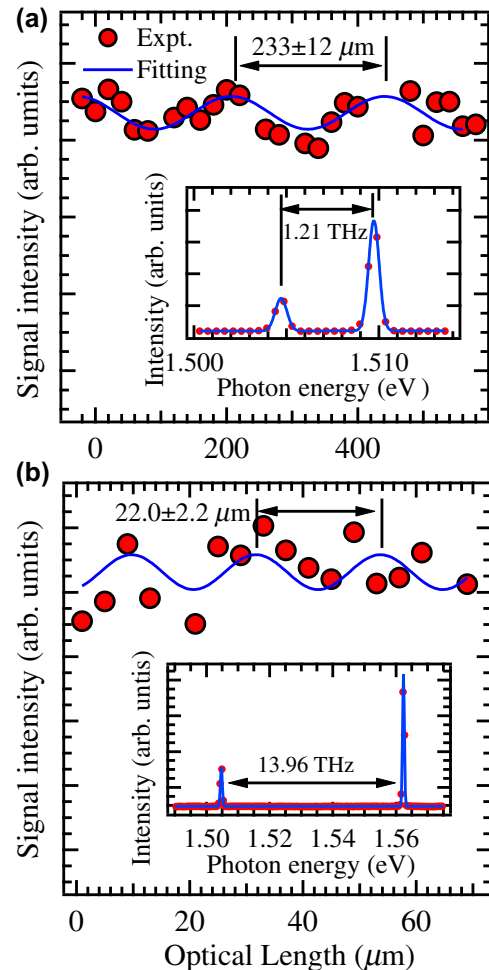 (a)
Expt.
Fitting
233±12 μm
Signal intensity (arb. umits)
Intensity (arb. units)
1.21 THz
1.500
1.510
Photon energy (eV)
0
200
400
(b)
22.0±2.2 μm
Signal intensity (arb. units)
Intensity (arb. untis)
13.96 THz
1.50
1.52
1.54
1.56
Photon energy (eV)
0
20
40
60
Optical Length (μm)